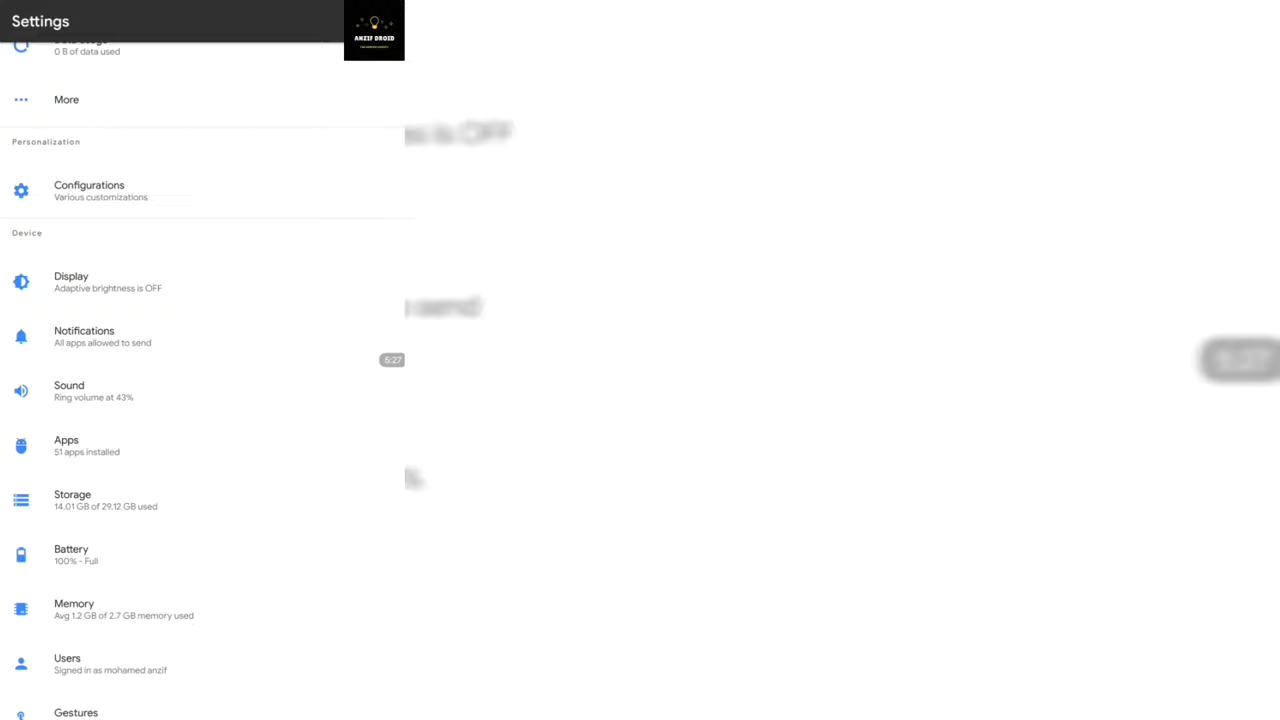 Settings
ANZIF DROID
0 B of data used
More
Personalization
Configurations
Various customizations
Device
Display
Adaptive brightness is OFF
Notifications
All apps allowed to send
5:27
Sound
Ring volume at 43%
Apps
51 apps installed
Storage
14.01 GB of 29.12 GB used
Battery
100% - Full
Memory
Avg 1.2 GB of 2.7 GB memory used
Users
Signed in as mohamed anzif
Gestures